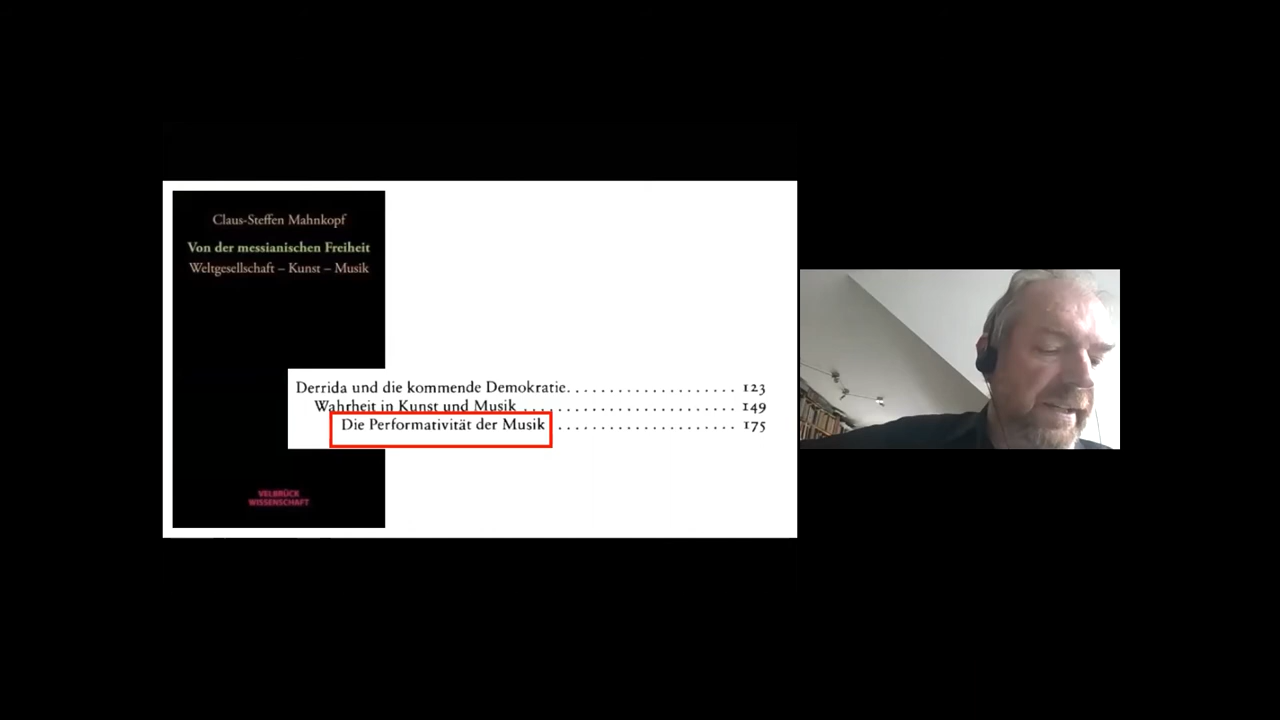 Claus-Steffen Mahnkopf
Von der messianischen Freiheit
Weltgesellschaft – Kunst – Musik
Derrida und die kommende Demokratie. . . . . . . . . . . . . . . . . . . . 123
Wahrheit in Kunst und Musik . . . . . . . . . . . . . . . . . . . . . . . . . . 149
Die Performativität der Musik . . . . . . . . . . . . . . . . . . . . . . 175
VELBRÜCK
WISSENSCHAFT